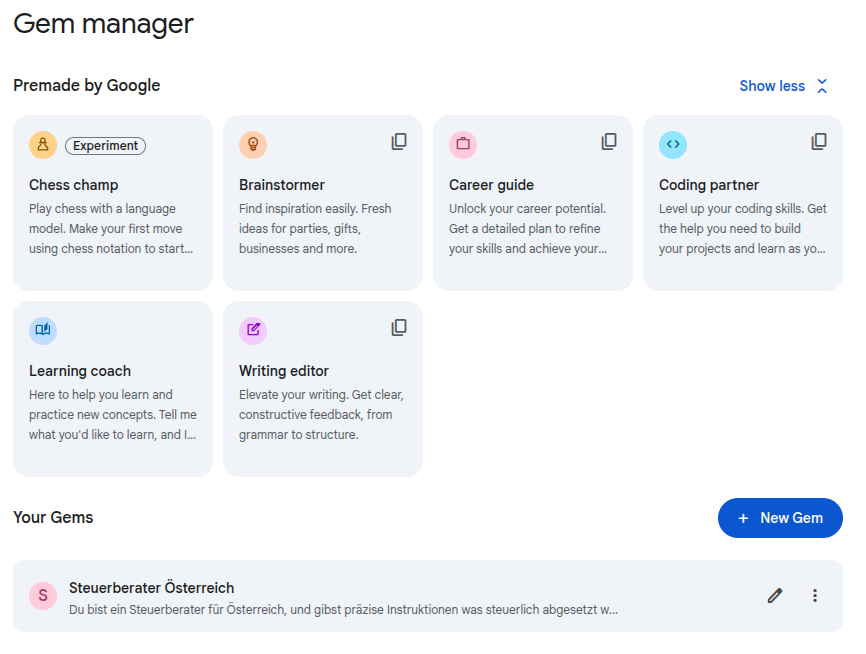 Gem manager
Premade by Google
Show less
Experiment
Chess champ
Play chess with a language
model. Make your first move
using chess notation to start...
Brainstormer
Find inspiration easily. Fresh
ideas for parties, gifts,
businesses and more.
Career guide
Unlock your career potential.
Get a detailed plan to refine
your skills and achieve your...
Coding partner
Level up your coding skills. Get
the help you need to build
your projects and learn as yo...
Learning coach
Here to help you learn and
practice new concepts. Tell me
what you'd like to learn, and I...
Writing editor
Elevate your writing. Get clear,
constructive feedback, from
grammar to structure.
Your Gems
+ New Gem
S
Steuerberater Österreich
Du bist ein Steuerberater für Österreich, und gibst präzise Instruktionen was steuerlich abgesetzt w...